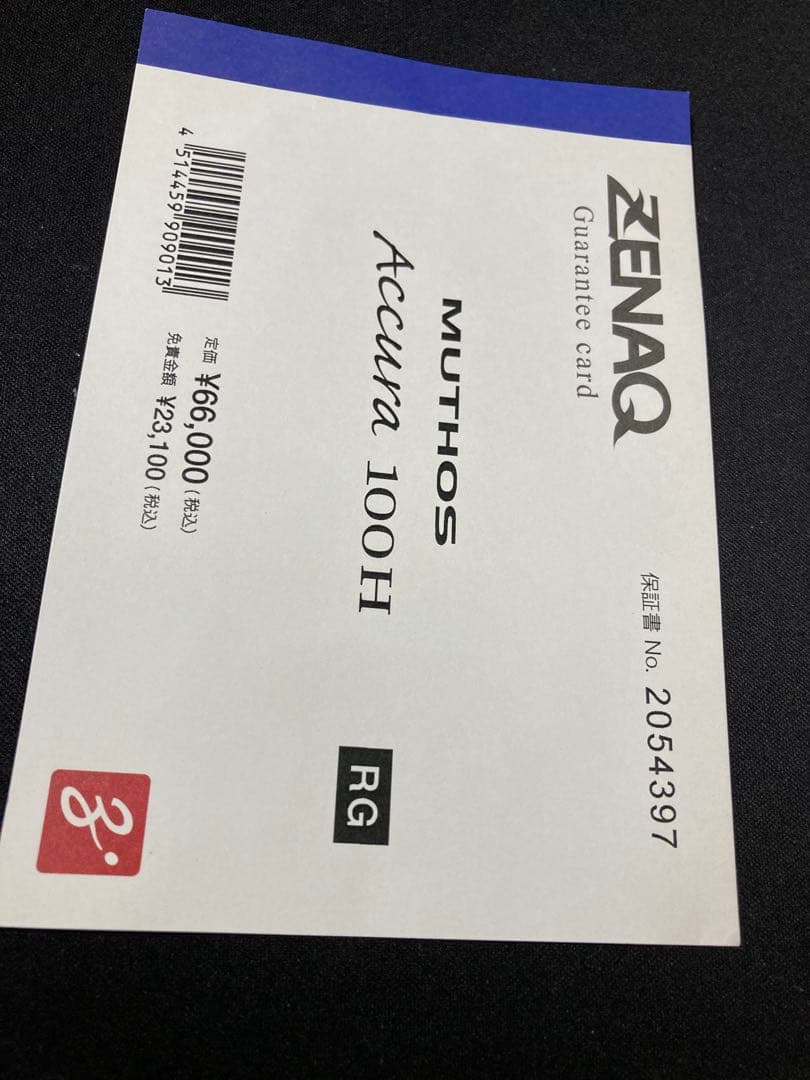 ZENAQ
Guarantee card
保証書 No. 2054397
MUTHOS
Accura 100H
RG
4 514459 909013
定価 ¥66,000 (税込)
免責金額 ¥23,100 (税込)